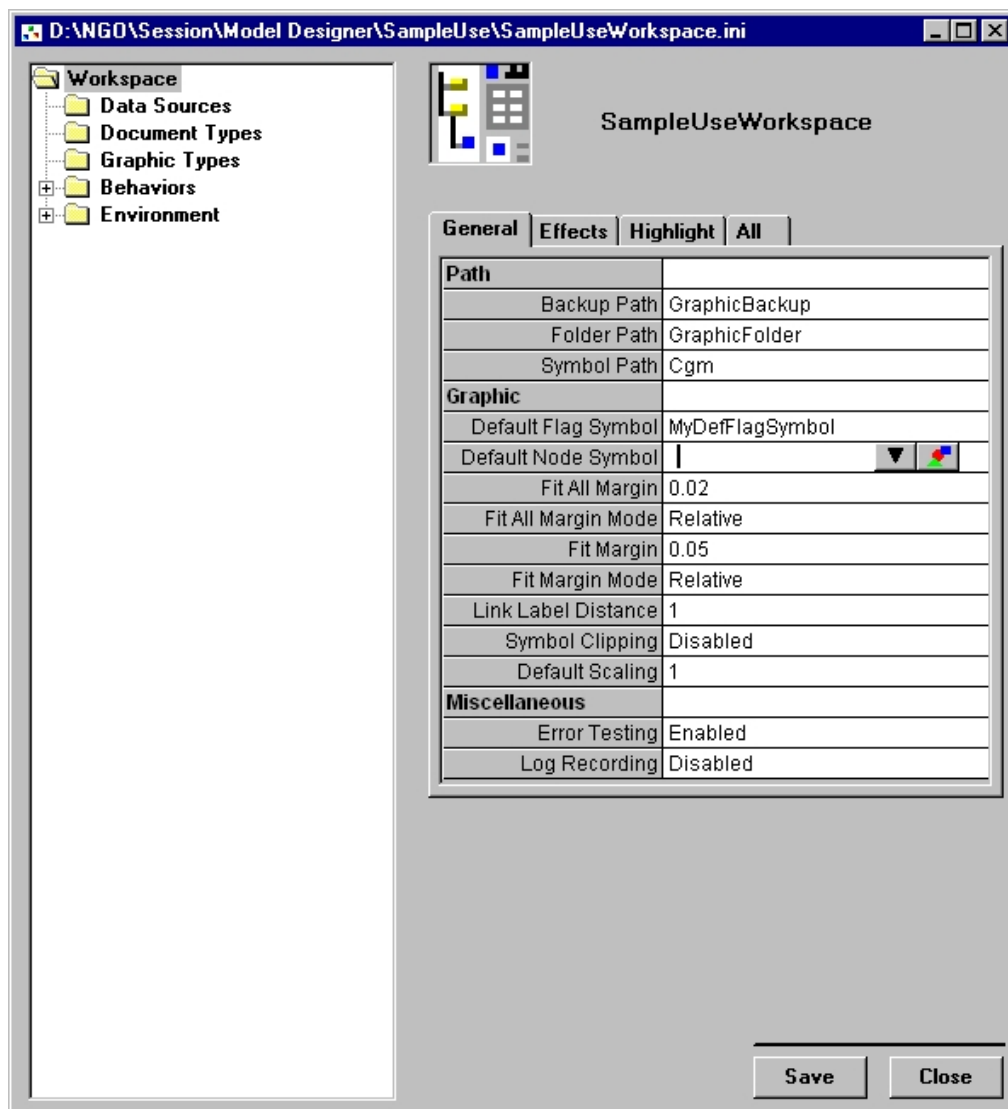 D:\NGO\Session\Model Designer\SampleUse\SampleUseWorkspace.ini
Workspace
Data Sources
Document Types
Graphic Types
Behaviors
Environment
SampleUseWorkspace
General Effects Highlight All
Path
Backup Path GraphicBackup
Folder Path GraphicFolder
Symbol Path Cgm
Graphic
Default Flag Symbol MyDefFlagSymbol
Default Node Symbol
Fit All Margin 0.02
Fit All Margin Mode Relative
Fit Margin 0.05
Fit Margin Mode Relative
Link Label Distance 1
Symbol Clipping Disabled
Default Scaling 1
Miscellaneous
Error Testing Enabled
Log Recording Disabled
Save Close